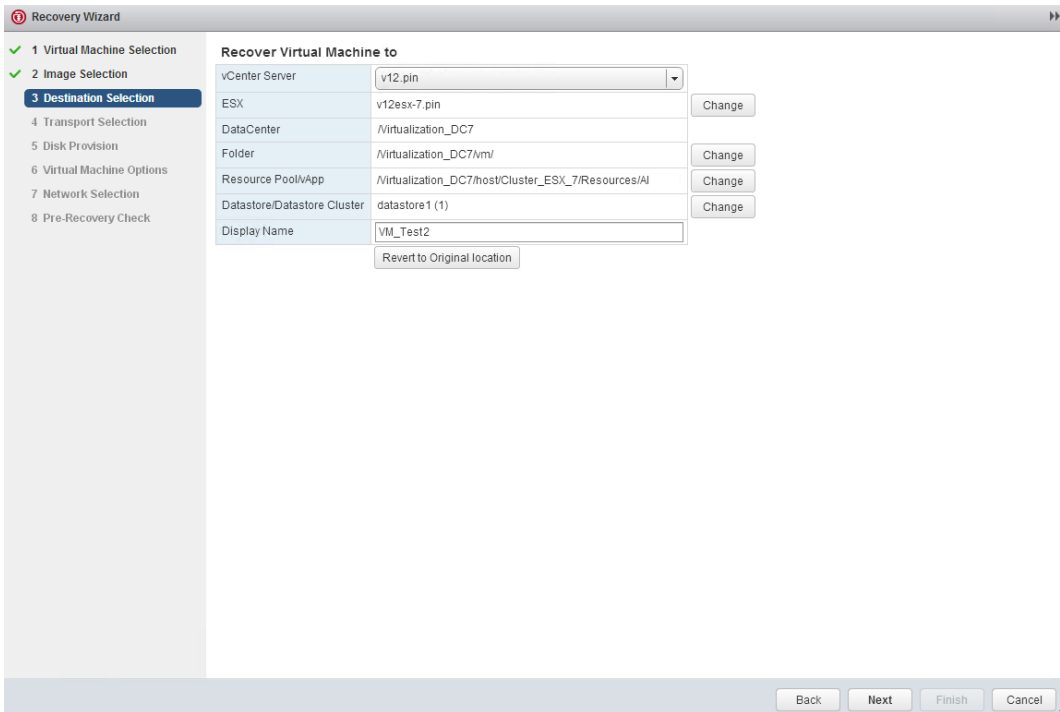 Recovery Wizard
1 Virtual Machine Selection
2 Image Selection
3 Destination Selection
4 Transport Selection
5 Disk Provision
6 Virtual Machine Options
7 Network Selection
8 Pre-Recovery Check
Recover Virtual Machine to
vCenter Server v12.pin
ESX v12esx-7.pin Change
DataCenter /Virtualization_DC7
Folder /Virtualization_DC7/vm/ Change
Resource Pool/vApp /Virtualization_DC7/host/Cluster_ESX_7/Resources/Al Change
Datastore/Datastore Cluster datastore1 (1) Change
Display Name VM_Test2
Revert to Original location
Back Next Finish Cancel